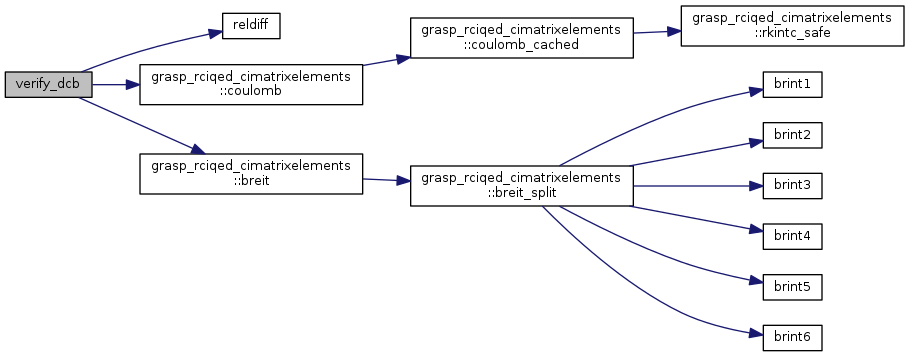 verify_dcb
reldiff
grasp_rciqed_cimatrixelements
::coulomb
grasp_rciqed_cimatrixelements
::breit
grasp_rciqed_cimatrixelements
::coulomb_cached
grasp_rciqed_cimatrixelements
::breit_split
grasp_rciqed_cimatrixelements
::rkintc_safe
brint1
brint2
brint3
brint4
brint5
brint6